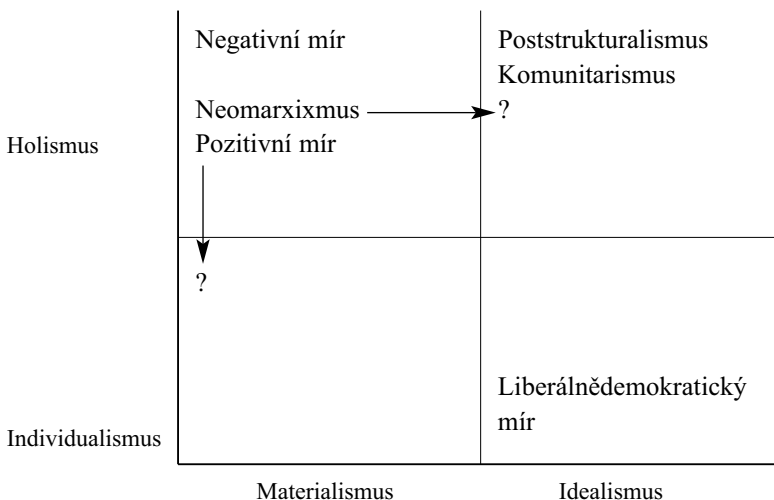 Negativní mír
Poststrukturalismus
Komunitarismus
Neomarxixmus
?
Holismus
Pozitivní mír
?
Liberálnědemokratický
mír
Individualismus
Materialismus
Idealismus